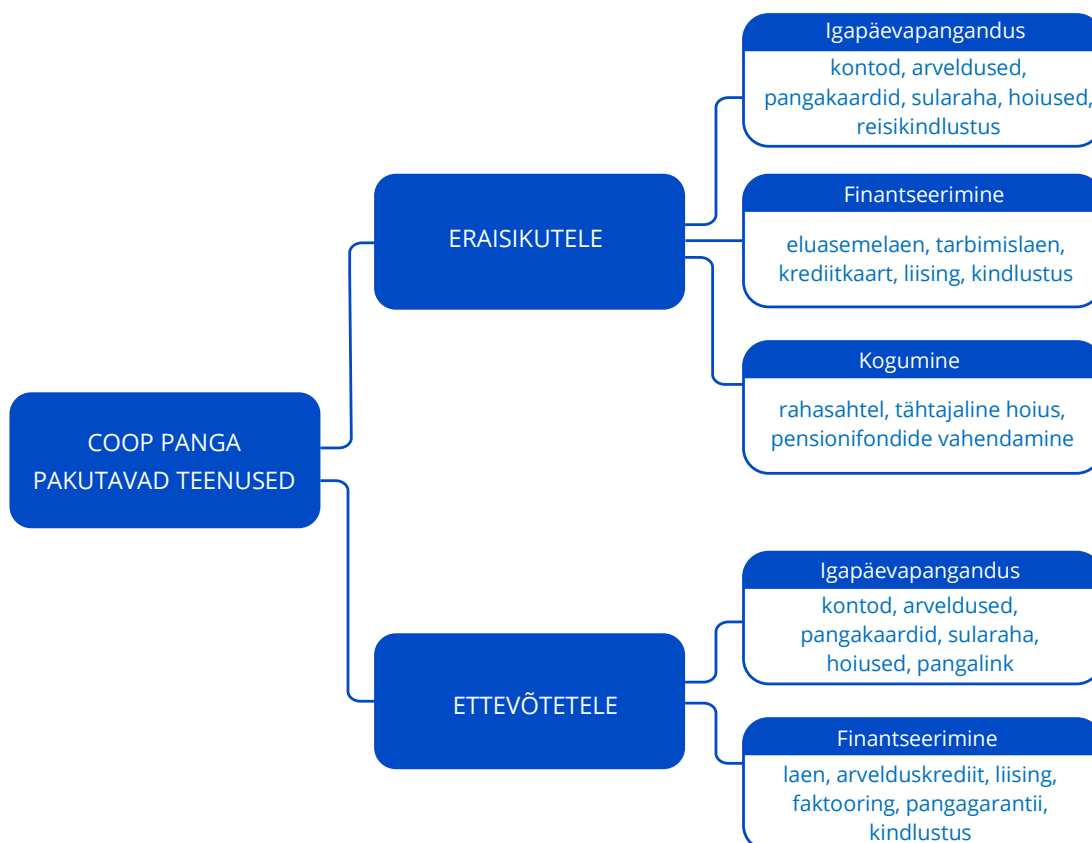 COOP PANGA
PAKUTAVAD TEENUSED
ERAISIKUTELE
Igapäevapangandus
kontod, arveldused,
pangakaardid, sularaha, hoiused,
reisikindlustus
Finantseerimine
eluasemelaen, tarbimislaen,
krediitkaart, liising, kindlustus
Kogumine
rahasahtel, tähtajaline hoius,
pensionifondide vahendamine
ETTEVÕTETELE
Igapäevapangandus
kontod, arveldused,
pangakaardid, sularaha,
hoiused, pangalink
Finantseerimine
laen, arvelduskrediit, liising,
faktooring, pangagarantii,
kindlustus